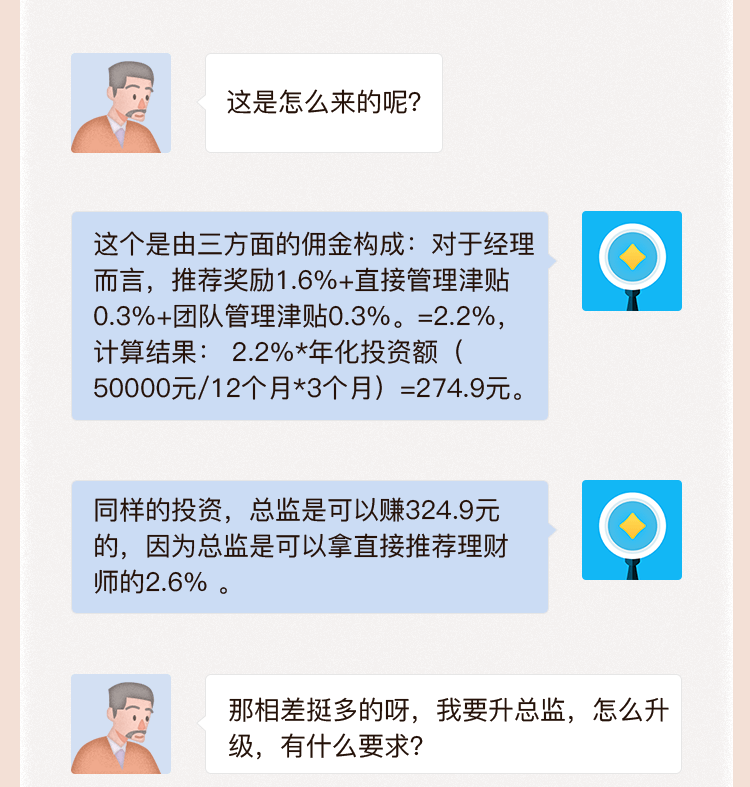 这是怎么来的呢？
这个是由三方面的佣金构成：对于经理
而言，推荐奖励1.6%+直接管理津贴
0.3%+团队管理津贴0.3%。=2.2%，
计算结果： 2.2%*年化投资额（
50000元/12个月*3个月）=274.9元。
同样的投资，总监是可以赚324.9元
的，因为总监是可以拿直接推荐理财
师的2.6% 。
那相差挺多的呀，我要升总监，怎么升
级，有什么要求？